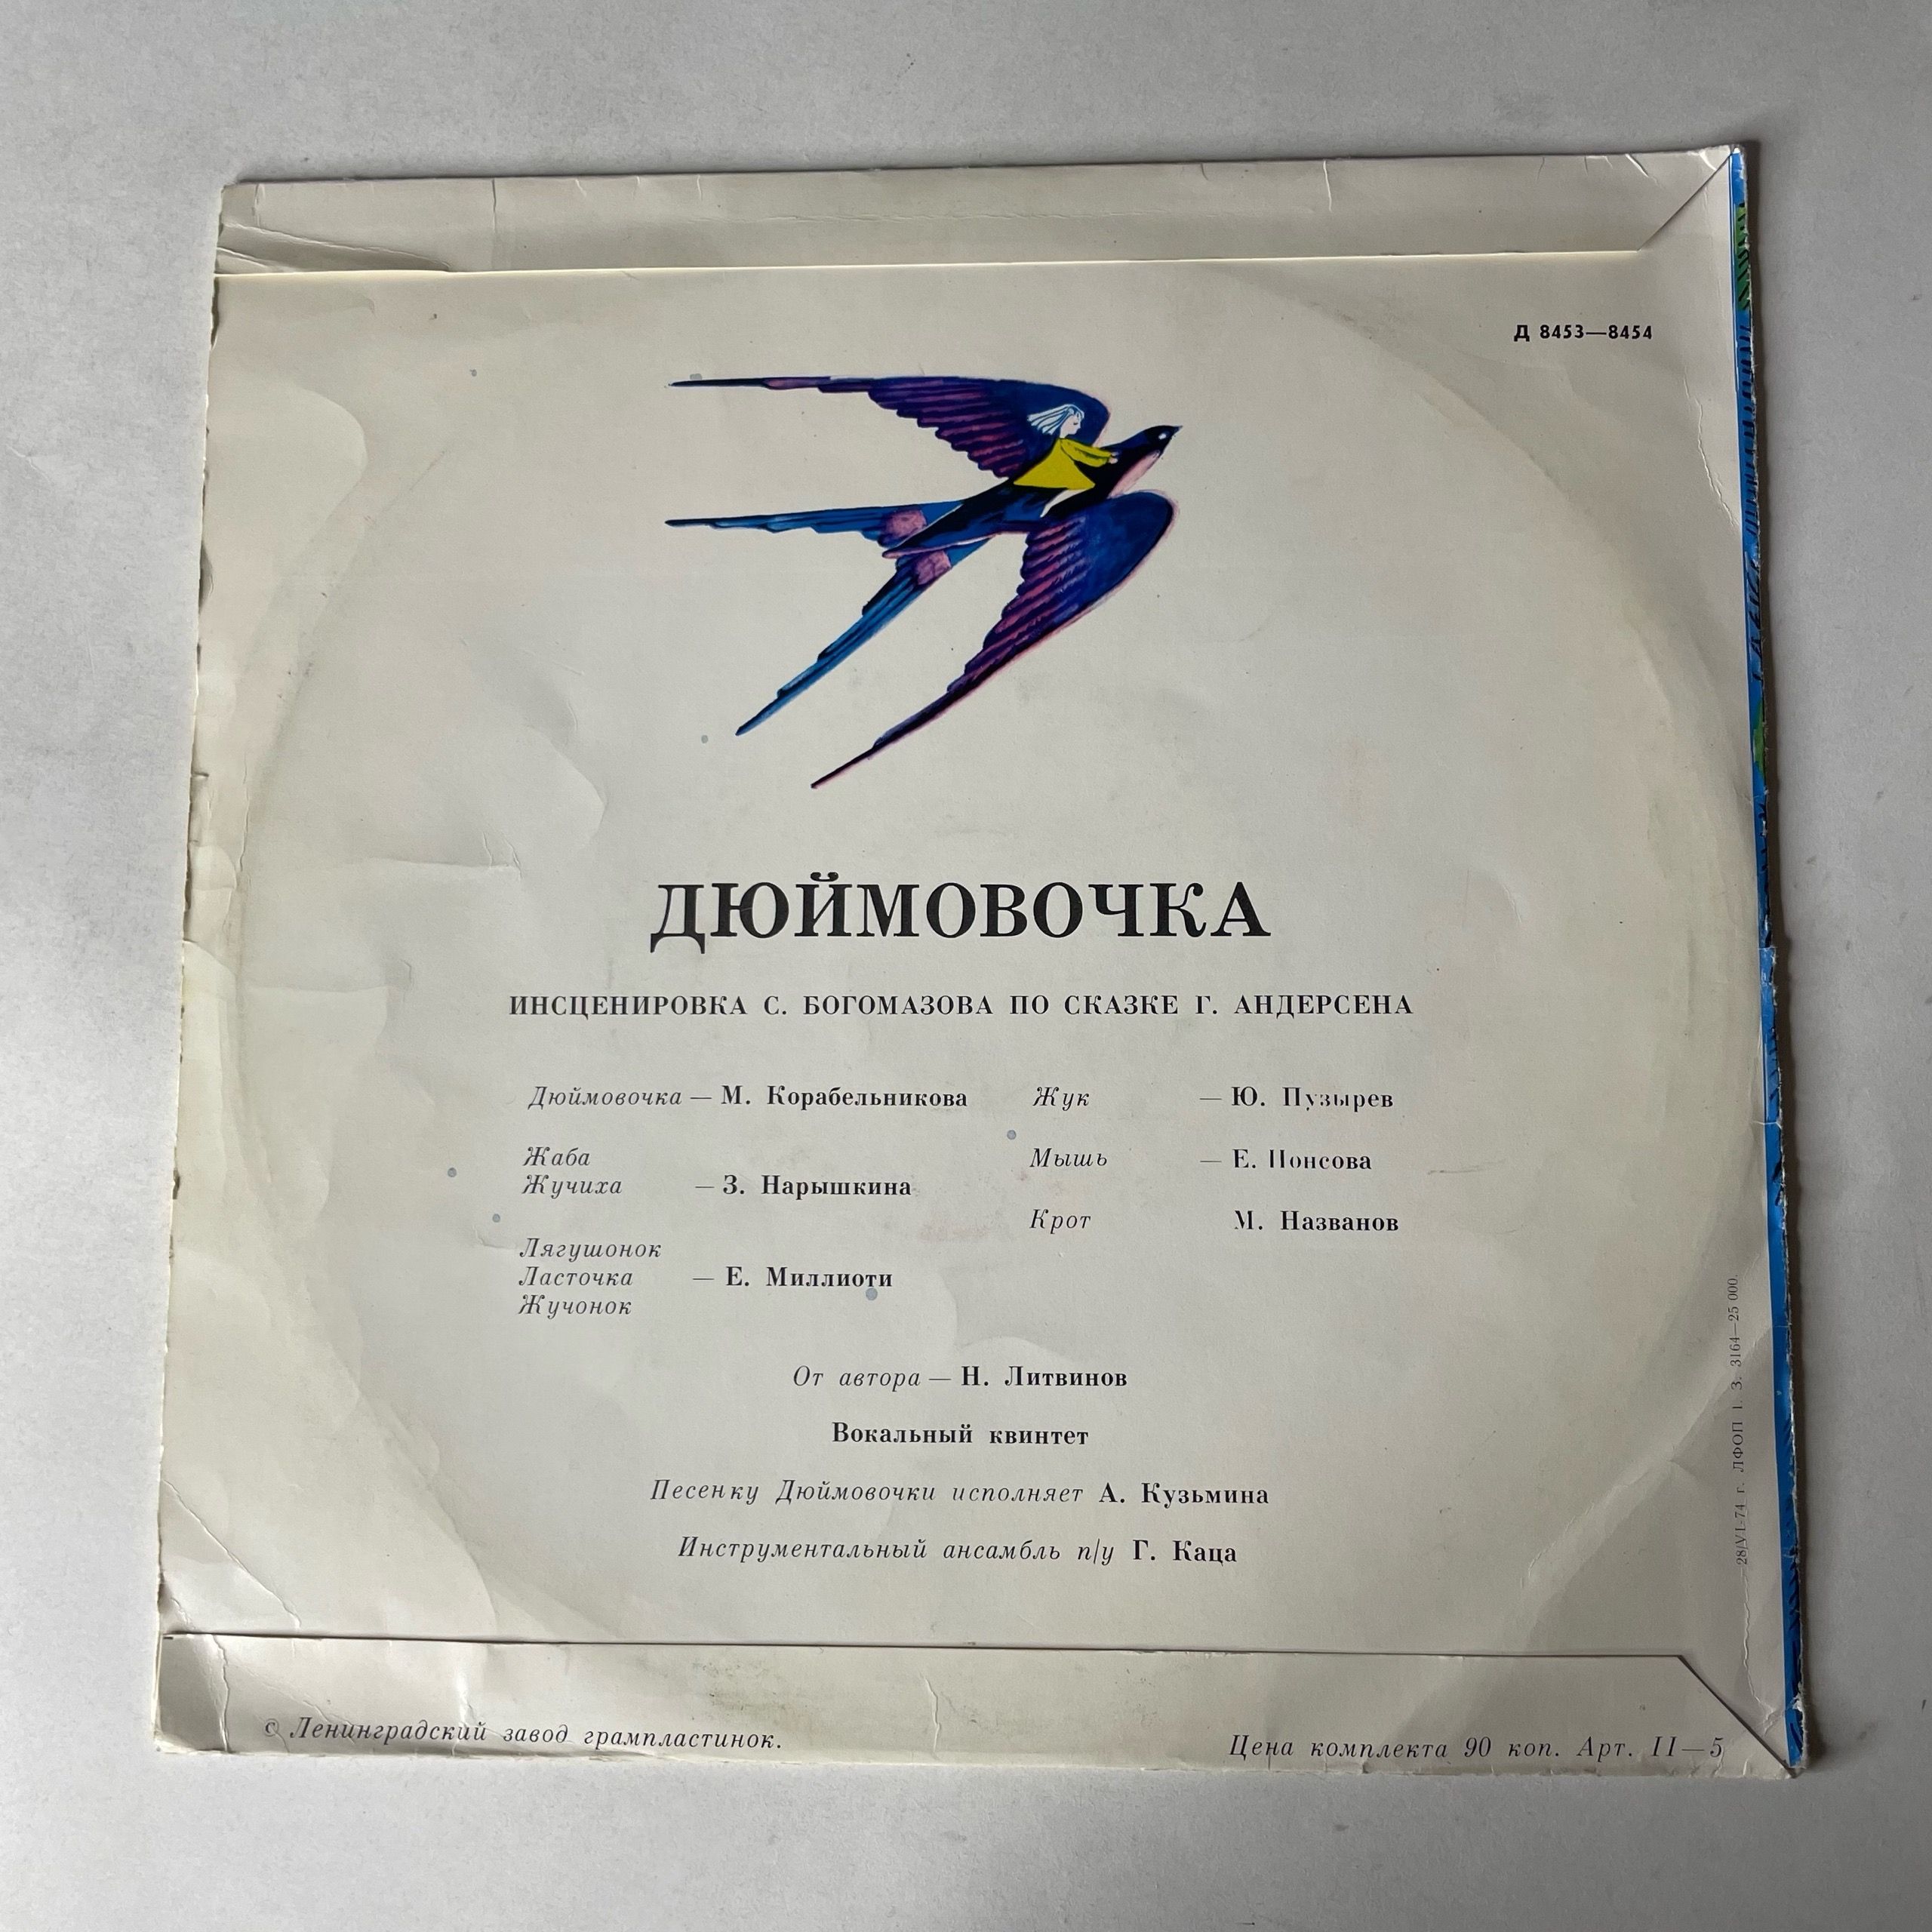 Д 8453—8454
ДЮЙМОВОЧКА
ИНСЦЕНИРОВКА С. БОГОМАЗОВА ПО СКАЗКЕ Г. АНДЕРСЕНА
Дюймовочка — М. Корабельникова
Жаба
Жучиха — З. Нарышкина
Лягушонок
Ласточка — Е. Миллиоти
Жучонок
Жук — Ю. Пузырев
Мышь — Е. Понсова
Крот М. Названов
От автора — Н. Литвинов
Вокальный квинтет
Песенку Дюймовочки исполняет А. Кузьмина
Инструментальный ансамбль п/у Г. Каца
28/VI-74 г. ЛФОП 1. З. 3164—25 000.
© Ленинградский завод грампластинок.
Цена комплекта 90 коп. Арт. II—5